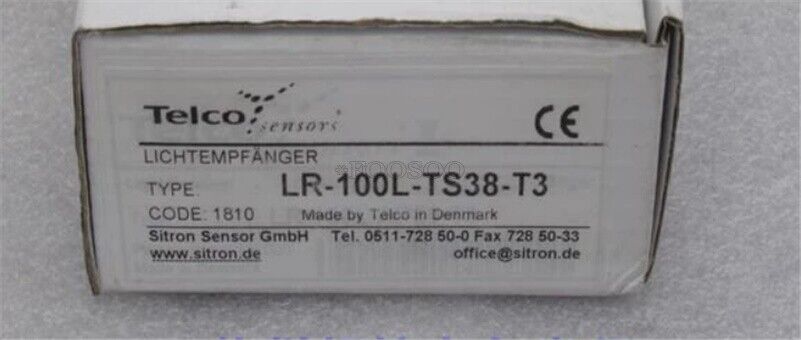 Telco sensors
CE
LICHTEMPFÄNGER
#FOOSOO
TYPE LR-100L-TS38-T3
CODE: 1810 Made by Telco in Denmark
Sitron Sensor GmbH Tel. 0511-728 50-0 Fax 728 50-33
www.sitron.de office@sitron.de